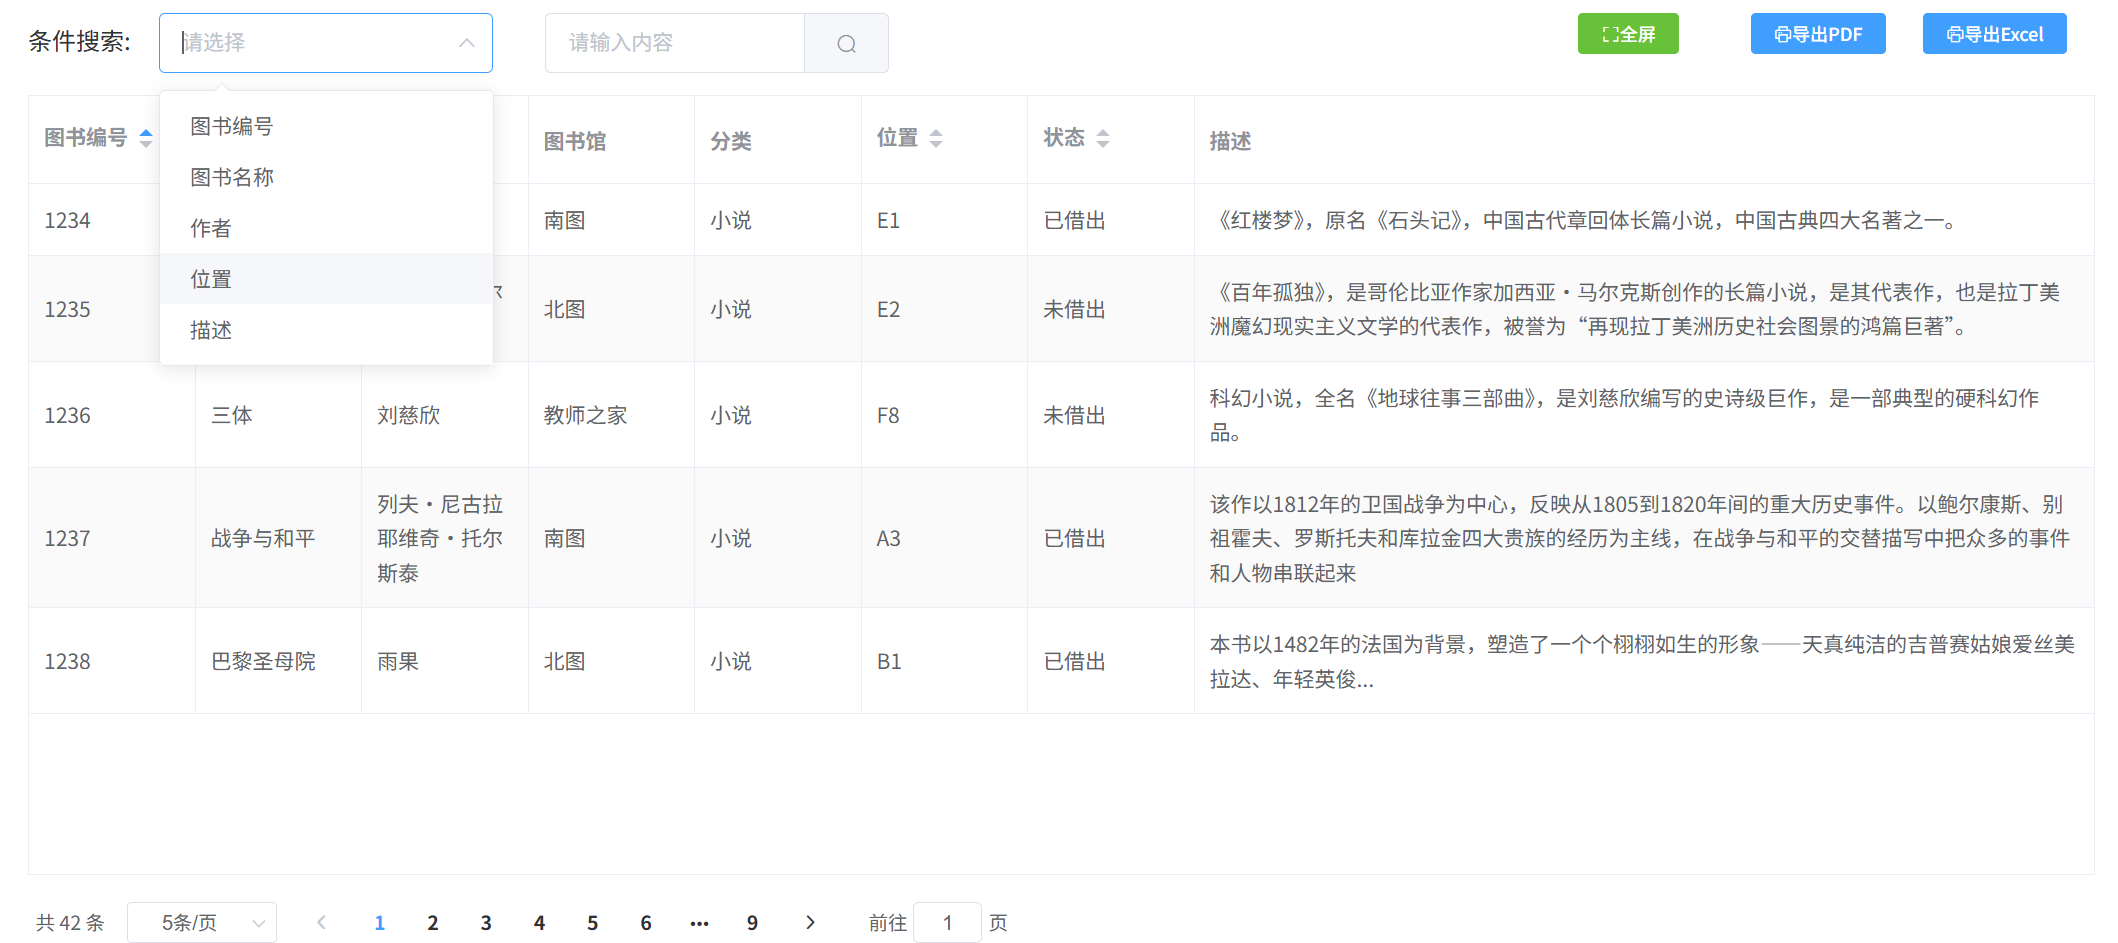 条件搜索: 请选择 请输入内容 全屏 导出PDF 导出Excel
图书编号
图书名称
作者
位置
描述
图书编号 图书馆 分类 位置 状态 描述
1234 南图 小说 E1 已借出 《红楼梦》，原名《石头记》，中国古代章回体长篇小说，中国古典四大名著之一。
1235 北图 小说 E2 未借出 《百年孤独》，是哥伦比亚作家加西亚·马尔克斯创作的长篇小说，是其代表作，也是拉丁美
洲魔幻现实主义文学的代表作，被誉为“再现拉丁美洲历史社会图景的鸿篇巨著”。
1236 三体 刘慈欣 教师之家 小说 F8 未借出 科幻小说，全名《地球往事三部曲》，是刘慈欣编写的史诗级巨作，是一部典型的硬科幻作
品。
1237 战争与和平 列夫·尼古拉
耶维奇·托尔
斯泰
南图 小说 A3 已借出 该作以1812年的卫国战争为中心，反映从1805到1820年间的重大历史事件。以鲍尔康斯、别
祖霍夫、罗斯托夫和库拉金四大贵族的经历为主线，在战争与和平的交替描写中把众多的事件
和人物串联起来
1238 巴黎圣母院 雨果 北图 小说 B1 已借出 本书以1482年的法国为背景，塑造了一个个栩栩如生的形象——天真纯洁的吉普赛姑娘爱丝美
拉达、年轻英俊...
共 42 条 5条/页 1 2 3 4 5 6 ••• 9 前往 1 页